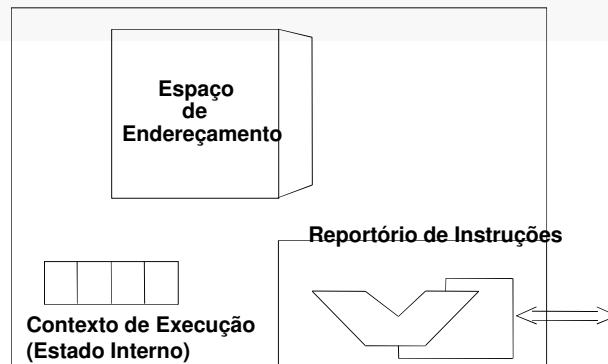 Espaço
de
Endereçamento
Reportório de Instruções
Contexto de Execução
(Estado Interno)